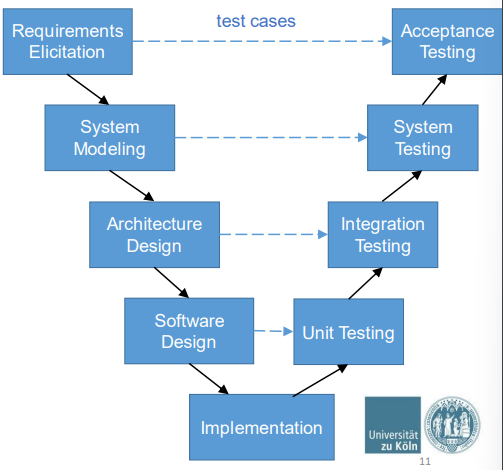 test cases
Requirements
Elicitation
Acceptance
Testing
System
Modeling
System
Testing
Architecture
Design
Integration
Testing
Software
Design
Unit Testing
Implementation
Universität
zu Köln
11